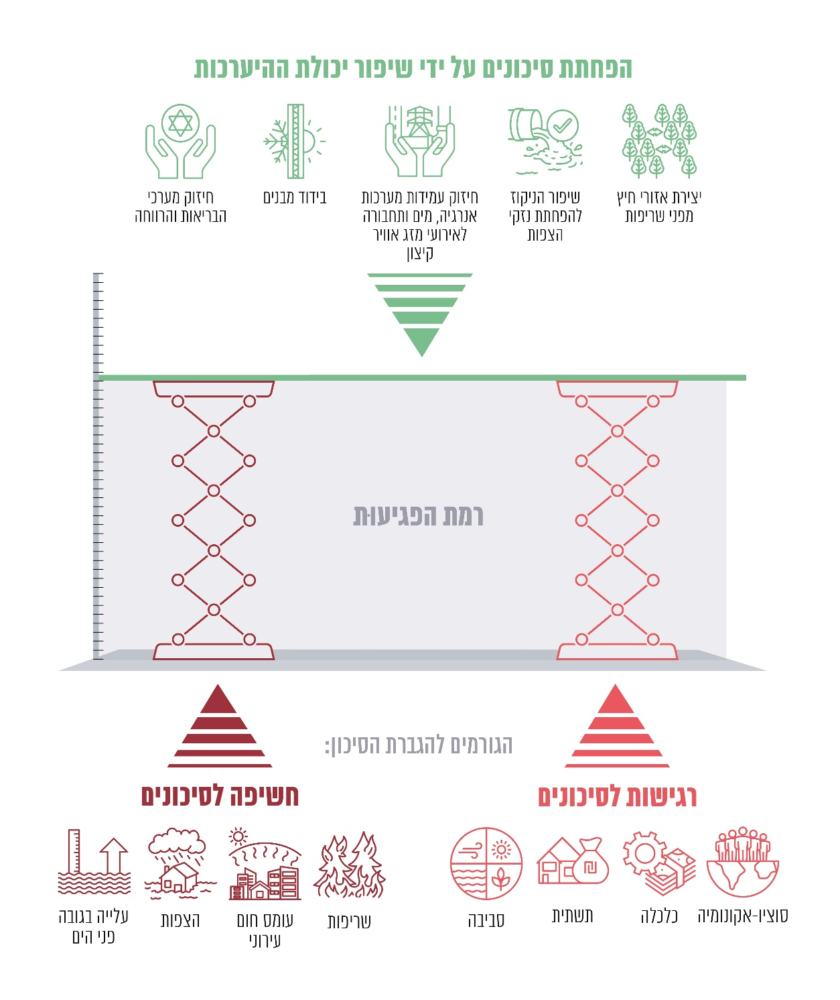 הפחתת סיכונים על ידי שיפור יכולת ההיערכות
יצירת אזורי חיץ
מפני שריפות
שיפור הניקוז
להפחתת נזקי
הצפות
חיזוק עמידות מערכות
אנרגיה, מים ותחבורה
לאירועי מזג אוויר
קיצון
בידוד מבנים
חיזוק מערכי
הבריאות והרווחה
רמת הפגיעוּת
הגורמים להגברת הסיכון:
רגישות לסיכונים
סוציו-אקונומיה
כלכלה
תשתית
סביבה
חשיפה לסיכונים
שריפות
עומס חום
עירוני
הצפות
עלייה בגובה
פני הים